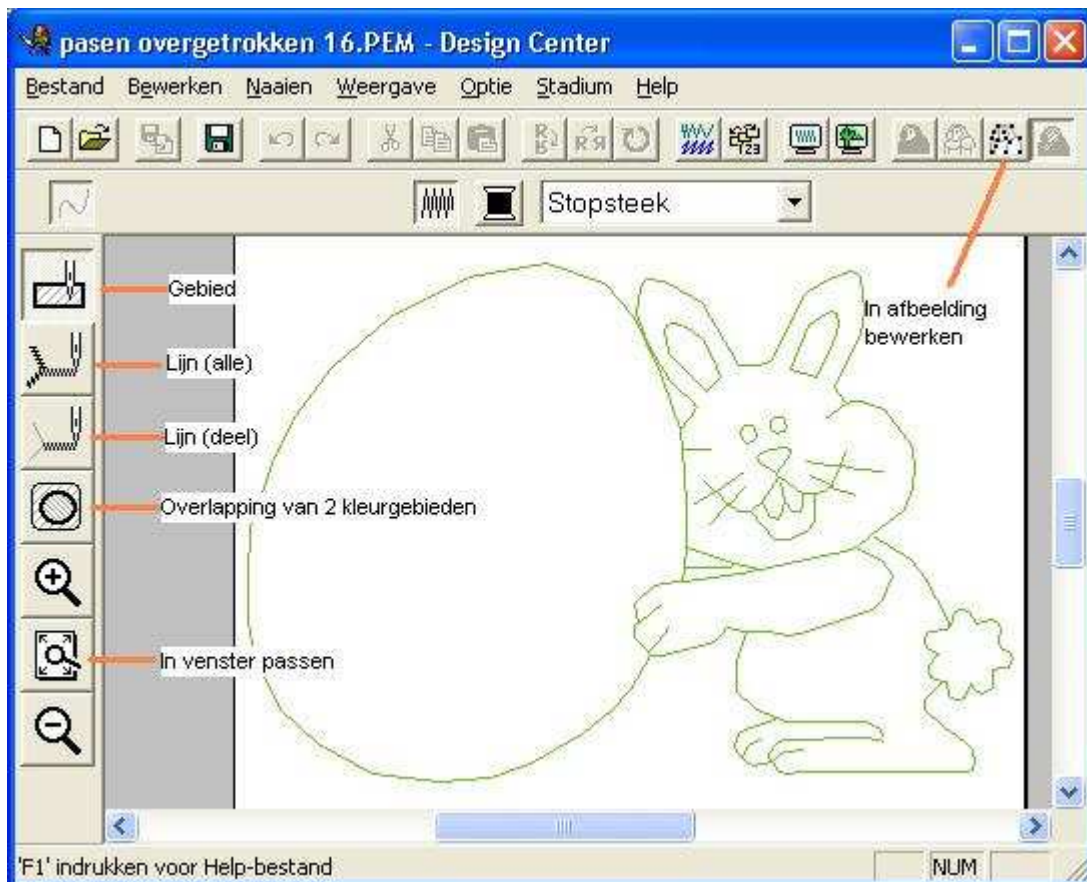 pasen overgetrokken 16.PEM - Design Center
Bestand Bewerken Naaien Weergave Optie Stadium Help
Stopsteek
Gebied
In afbeelding
bewerken
Lijn (alle)
Lijn (deel)
Overlapping van 2 kleurgebieden
In venster passen
'F1' indrukken voor Help-bestand
NUM